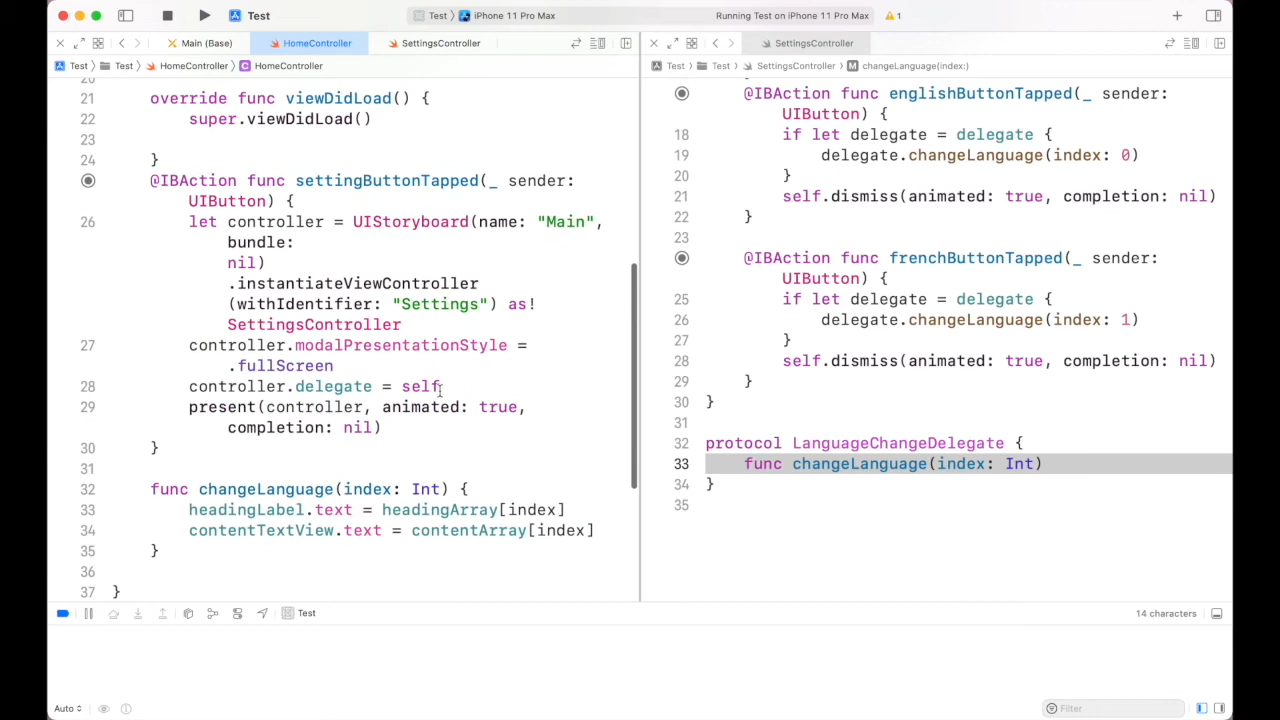 Test
Test
iPhone 11 Pro Max
Running Test on iPhone 11 Pro Max
1
Main (Base)
HomeController
SettingsController
Test
Test
HomeController
HomeController
20
21 override func viewDidLoad() {
22 super.viewDidLoad()
23
24 }
@IBAction func settingButtonTapped(_ sender:
UIButton) {
26 let controller = UIStoryboard(name: "Main",
bundle:
nil)
.instantiateViewController
(withIdentifier: "Settings") as!
SettingsController
27 controller.modalPresentationStyle =
.fullScreen
28 controller.delegate = self
29 present(controller, animated: true,
completion: nil)
30 }
31
32 func changeLanguage(index: Int) {
33 headingLabel.text = headingArray[index]
34 contentTextView.text = contentArray[index]
35 }
36
37 }
SettingsController
Test
Test
SettingsController
M changeLanguage(index:)
@IBAction func englishButtonTapped(_ sender:
UIButton) {
18 if let delegate = delegate {
19 delegate.changeLanguage(index: 0)
20 }
21 self.dismiss(animated: true, completion: nil)
22 }
23
@IBAction func frenchButtonTapped(_ sender:
UIButton) {
25 if let delegate = delegate {
26 delegate.changeLanguage(index: 1)
27 }
28 self.dismiss(animated: true, completion: nil)
29 }
30 }
31
32 protocol LanguageChangeDelegate {
33 func changeLanguage(index: Int)
34 }
35
Test
14 characters
Auto
Filter